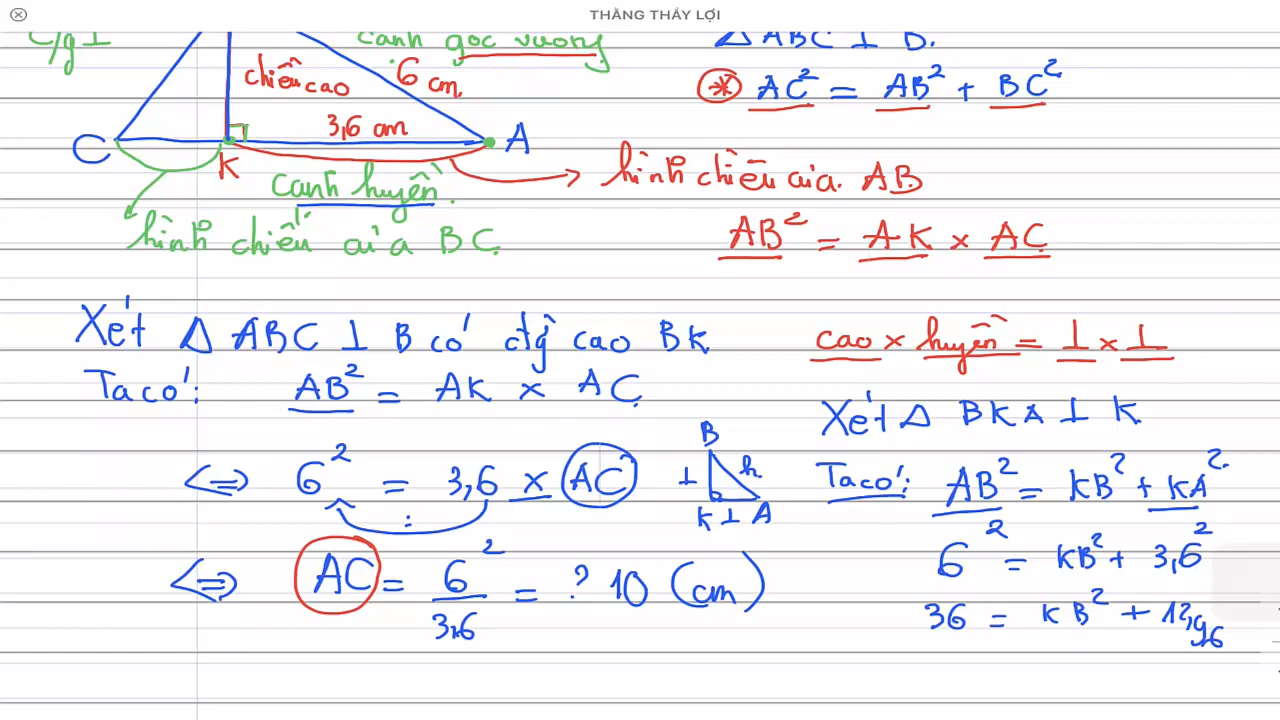 THẦNG THẦY LỢI
C/g ⊥
cạnh góc vuông
Δ ABC ⊥ B.
chiều cao
6 cm.
⊛ AC² = AB² + BC²
3,6 cm
C
K
A
cạnh huyền.
hình chiếu của AB
hình chiếu của BC
AB² = AK × AC
Xét Δ ABC ⊥ B có đg cao BK
cao × huyền = ⊥ × ⊥
Ta có: AB² = AK × AC
Xét Δ BKA ⊥ K
⟺ 6² = 3,6 × AC
:
B
⊥ h
K ⊥ A
Ta có: AB² = KB² + KA².
6² = KB² + 3,6²
⟺ AC = 6² / 3,6 = ? 10 (cm)
36 = KB² + 12,96